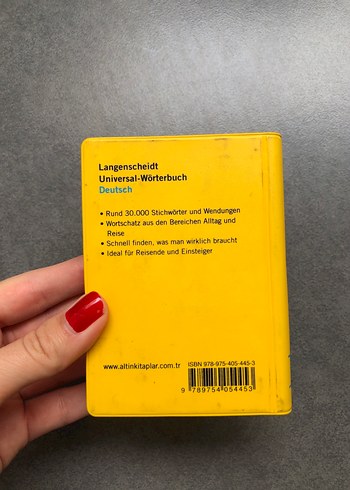 Langenscheidt
Universal-Wörterbuch
Deutsch
• Rund 30.000 Stichwörter und Wendungen
• Wortschatz aus den Bereichen Alltag und
Reise
• Schnell finden, was man wirklich braucht
• Ideal für Reisende und Einsteiger
www.altinkitaplar.com.tr
ISBN 978-975-405-445-3
9 789754 054453